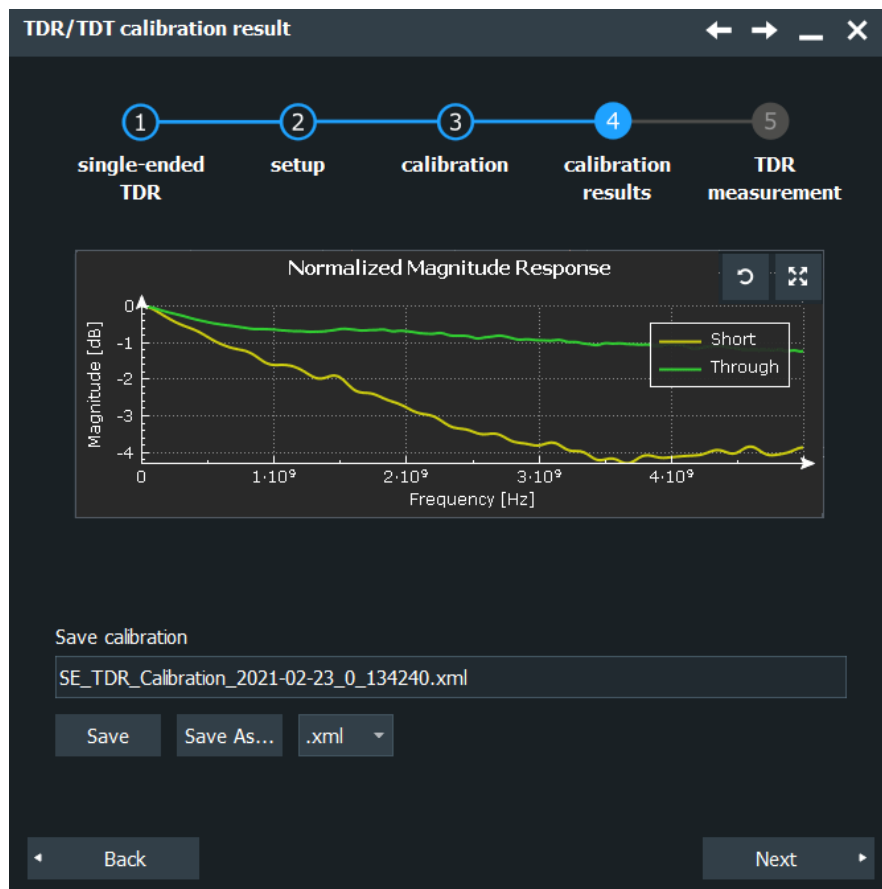 TDR/TDT calibration result
1 2 3 4 5
single-ended TDR
setup
calibration
calibration results
TDR measurement
Normalized Magnitude Response
Magnitude [dB]
0
-1
-2
-3
-4
Short
Through
0 1·10⁹ 2·10⁹ 3·10⁹ 4·10⁹
Frequency [Hz]
Save calibration
SE_TDR_Calibration_2021-02-23_0_134240.xml
Save Save As... .xml
Back Next